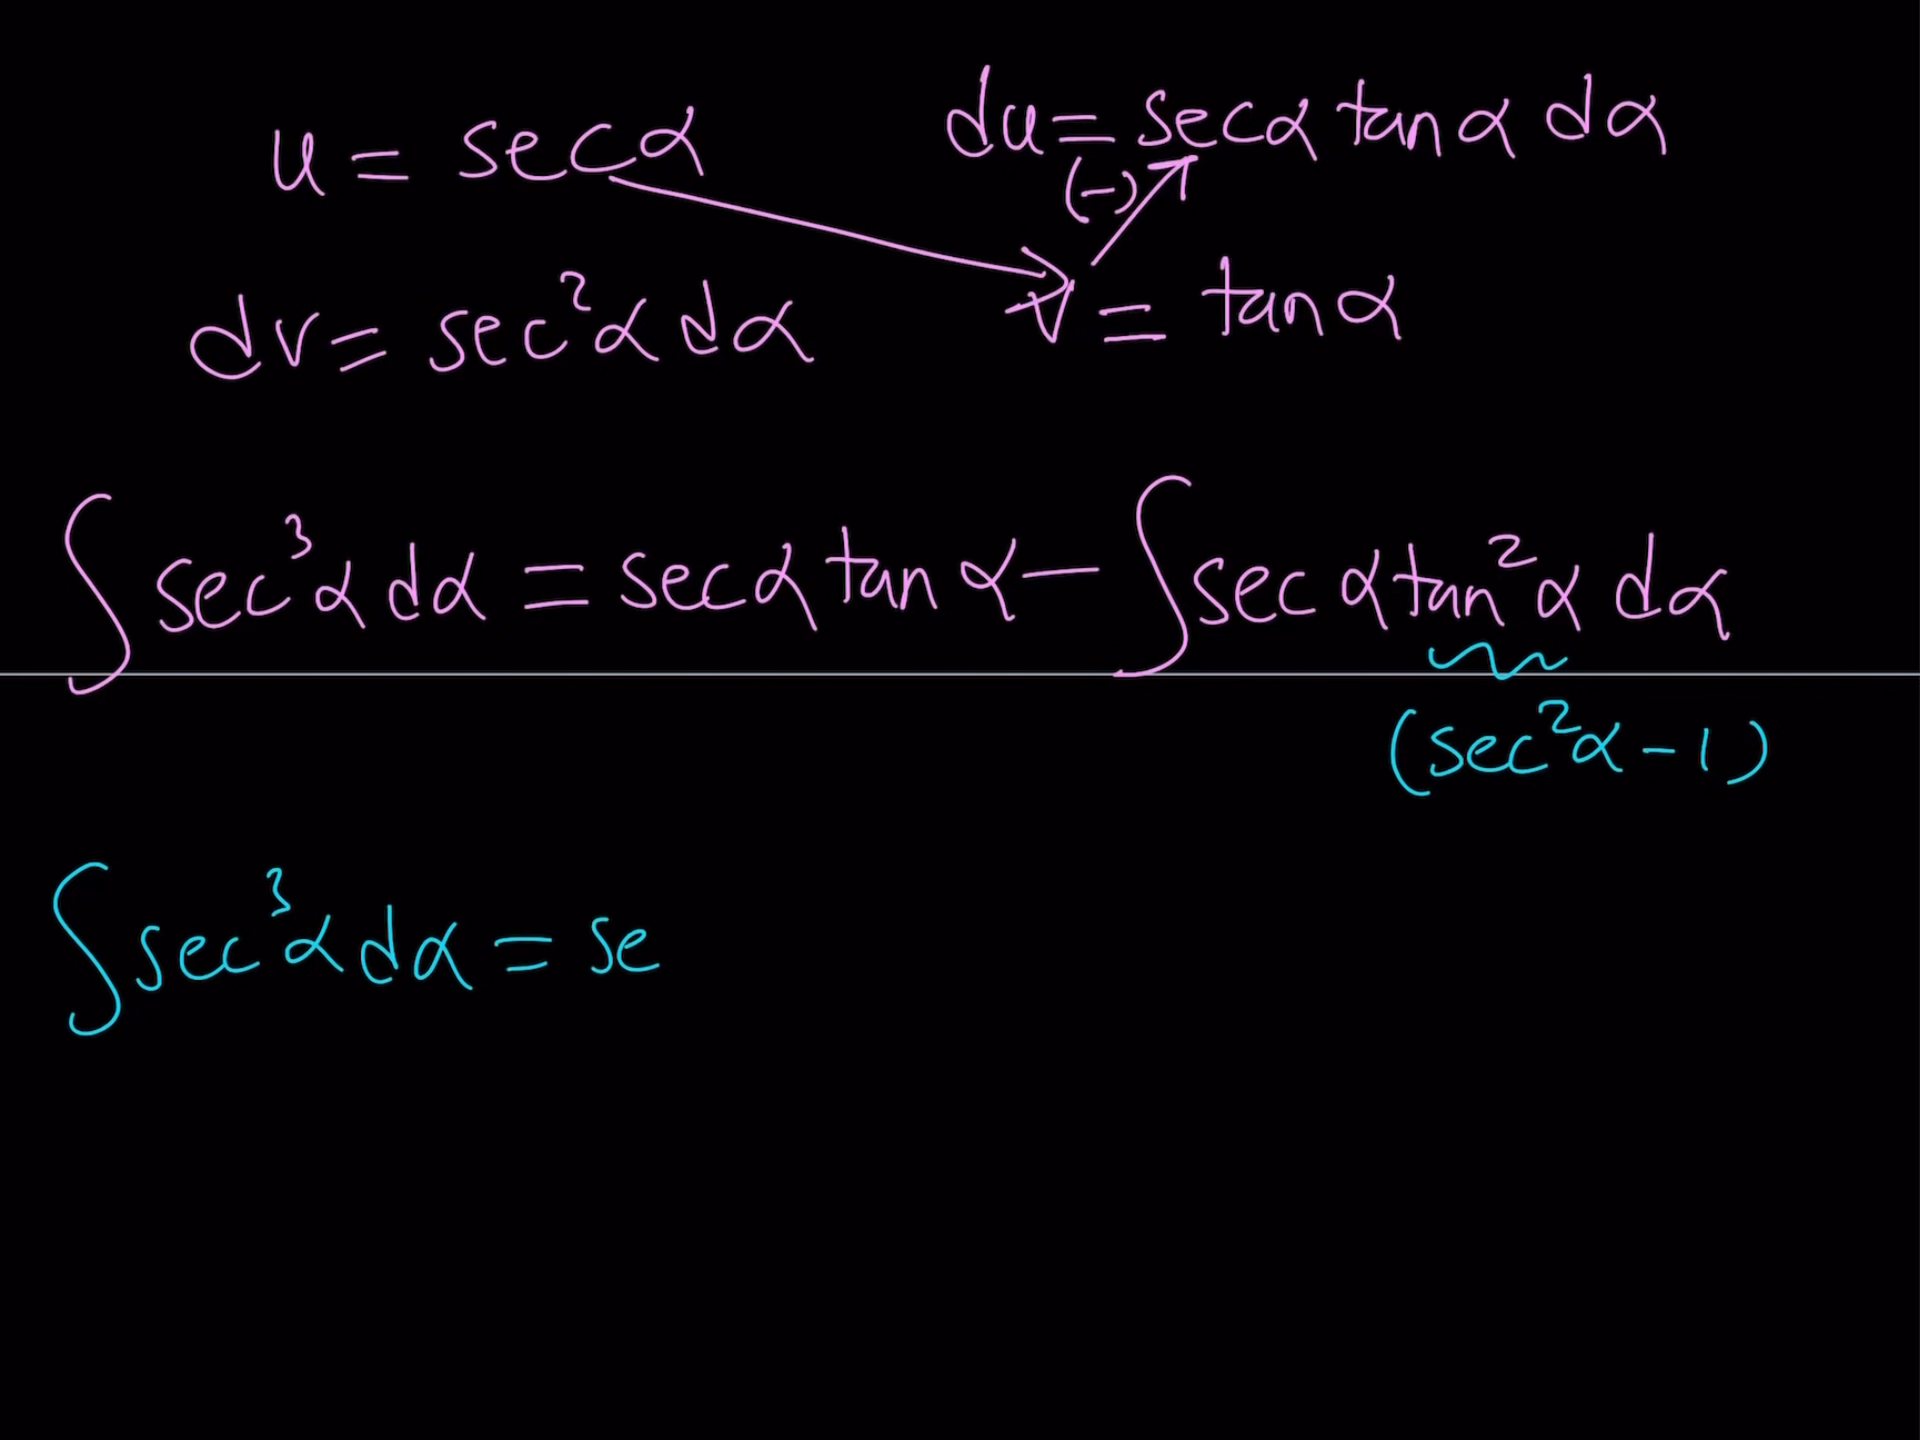 u = secα du = secα tanα dα
(-)
dv = sec²α dα v = tanα
∫ sec³α dα = secα tanα - ∫ secα tan²α dα
(sec²α - 1)
∫ sec³α dα = se